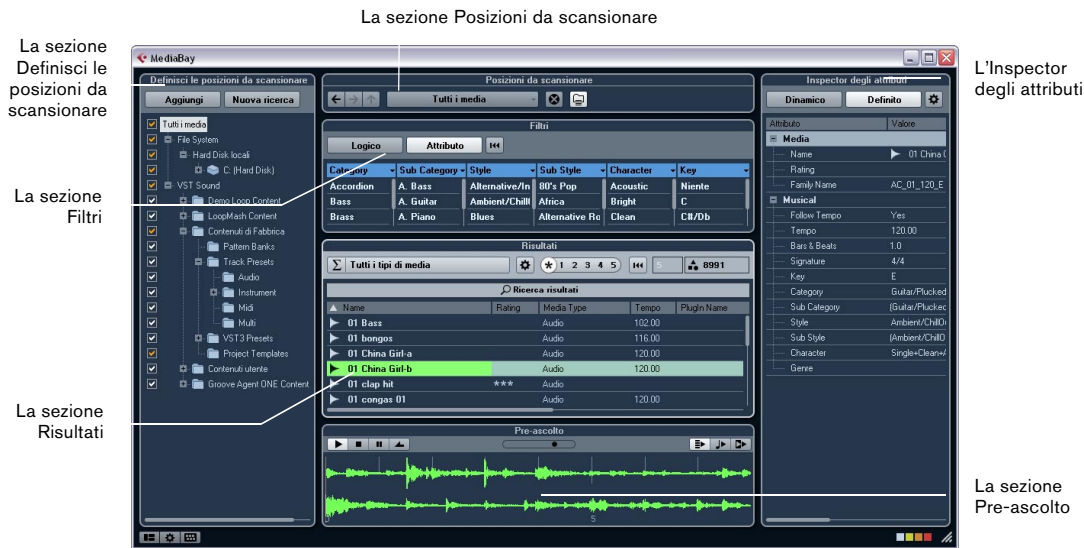 La sezione Posizioni da scansionare
La sezione
Definisci le
posizioni da
scansionare
La sezione
Filtri
La sezione
Risultati
MediaBay
Definisci le posizioni da scansionare
Aggiungi
Nuova ricerca
Tutti i media
File System
Hard Disk locali
C: (Hard Disk)
VST Sound
Demo Loop Content
LoopMash Content
Contenuti di Fabbrica
Pattern Banks
Track Presets
Audio
Instrument
Midi
Multi
VST3 Presets
Project Templates
Contenuti utente
Groove Agent ONE Content
Posizioni da scansionare
Tutti i media
Filtri
Logico
Attributo
Category Sub Category Style Sub Style Character Key
Accordion A. Bass Alternative/In 80's Pop Acoustic Niente
Bass A. Guitar Ambient/Chill Africa Bright C
Brass A. Piano Blues Alternative Ro Clean C#/Db
Risultati
Tutti i tipi di media
1 2 3 4 5
5
8991
Ricerca risultati
Name Rating Media Type Tempo PlugIn Name
01 Bass Audio 102.00
01 bongos Audio 116.00
01 China Girl-a Audio 120.00
01 China Girl-b Audio 120.00
01 clap hit *** Audio
01 congas 01 Audio 120.00
Pre-ascolto
5
Inspector degli attributi
Dinamico
Definito
Attributo Valore
Media
Name 01 China (
Rating
Family Name AC_01_120_E
Musical
Follow Tempo Yes
Tempo 120.00
Bars & Beats 1.0
Signature 4/4
Key E
Category Guitar/Plucked
Sub Category (Guitar/Plucked
Style Ambient/ChillO
Sub Style (Ambient/ChillO
Character Single+Clean+A
Genre
L'Inspector
degli attributi
La sezione
Pre-ascolto